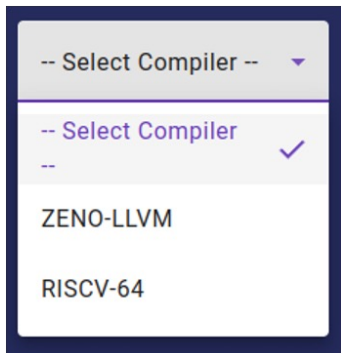 -- Select Compiler --
-- Select Compiler
--
ZENO-LLVM
RISCV-64